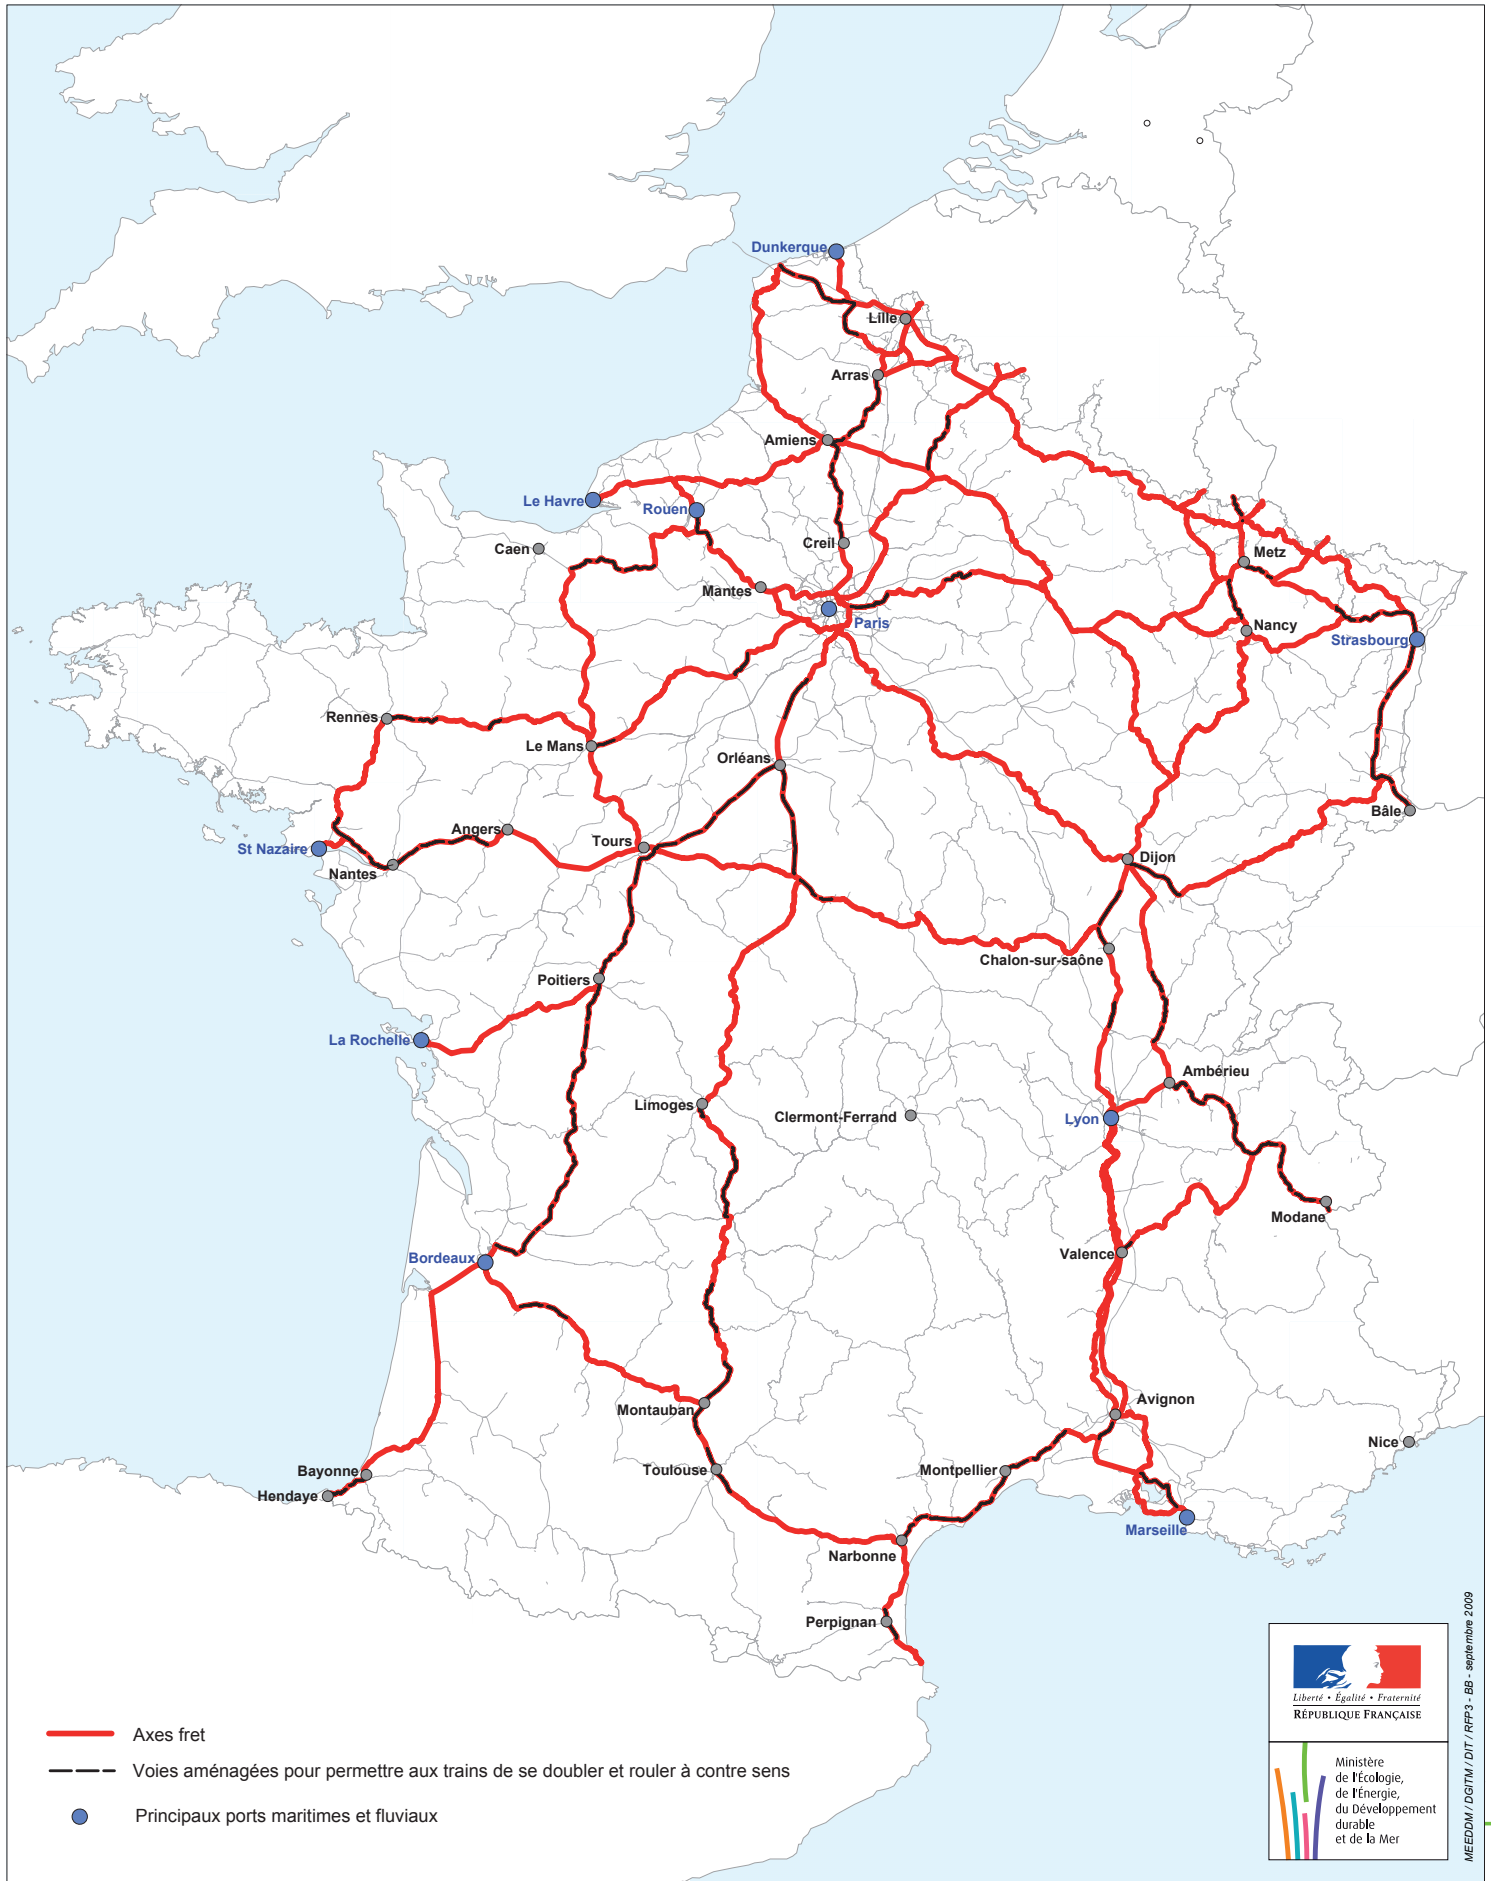 Dunkerque
Lille
Arras
Amiens
Le Havre
Rouen
Creil
Caen
Metz
Mantes
Paris
Nancy
Strasbourg
Rennes
Le Mans
Orléans
Bâle
Angers
Tours
St Nazaire
Nantes
Dijon
Chalon-sur-saône
Poitiers
La Rochelle
Ambérieu
Limoges
Clermont-Ferrand
Lyon
Modane
Valence
Bordeaux
Avignon
Montauban
Nice
Bayonne
Toulouse
Montpellier
Hendaye
Marseille
Narbonne
Perpignan
Axes fret
Voies aménagées pour permettre aux trains de se doubler et rouler à contre sens
Principaux ports maritimes et fluviaux
Liberté • Égalité • Fraternité
RÉPUBLIQUE FRANÇAISE
Ministère
de l'Écologie,
de l'Énergie,
du Développement
durable
et de la Mer
MEEDDM / DGITM / DIT / RFP3 - BB - septembre 2009